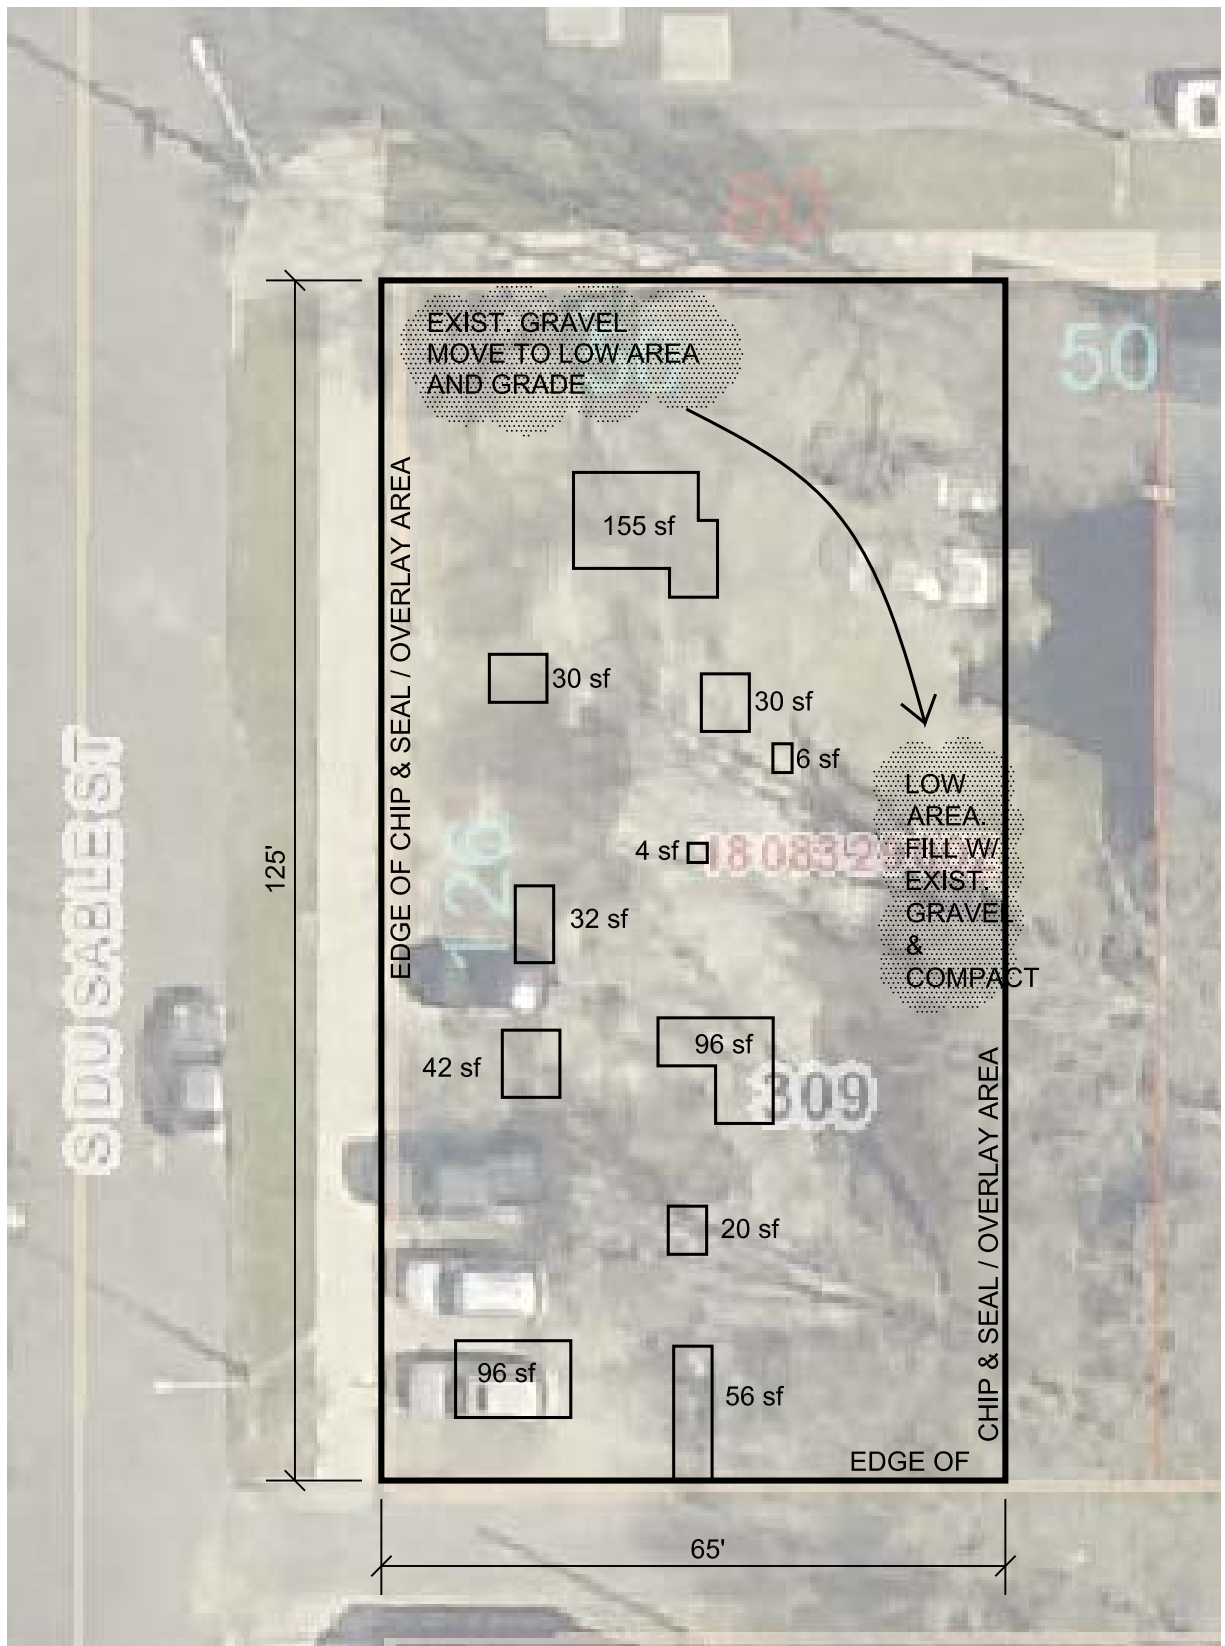 80
EXIST. GRAVEL
MOVE TO LOW AREA
AND GRADE
50
EDGE OF CHIP & SEAL / OVERLAY AREA
155 sf
30 sf
30 sf
6 sf
4 sf
LOW
AREA.
FILL W/
EXIST.
GRAVEL
&
COMPACT
125'
126
32 sf
S IDU SABLE ST
42 sf
96 sf
309
20 sf
96 sf
56 sf
EDGE OF
CHIP & SEAL / OVERLAY AREA
65'